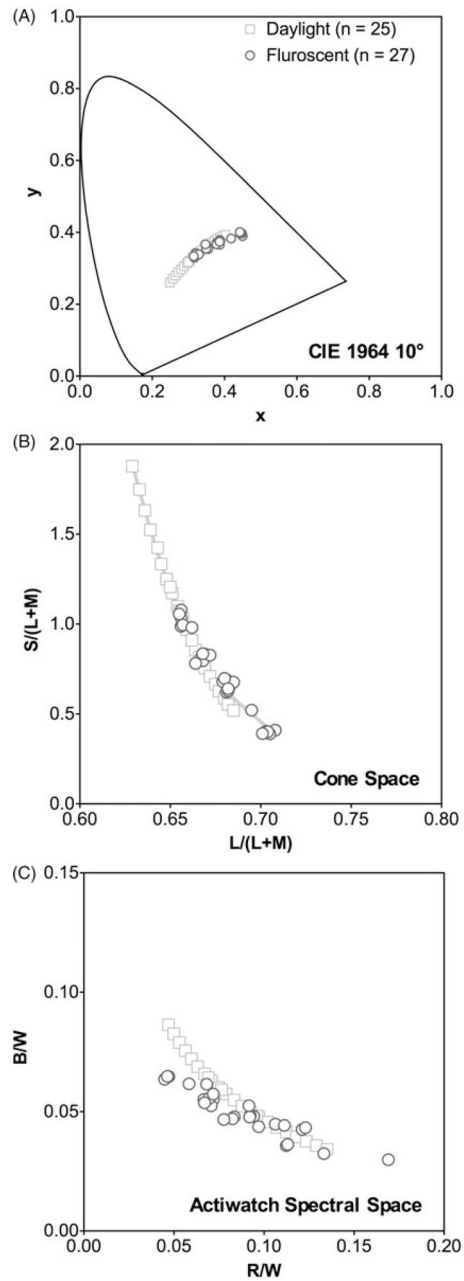 (A)
1.0
Daylight (n = 25)
Fluroscent (n = 27)
0.8
0.6
y
0.4
0.2
CIE 1964 10°
0.0
0.0 0.2 0.4 0.6 0.8 1.0
x
(B)
2.0
1.5
S/(L+M)
1.0
0.5
Cone Space
0.0
0.60 0.65 0.70 0.75 0.80
L/(L+M)
(C)
0.15
0.10
B/W
0.05
Actiwatch Spectral Space
0.00
0.00 0.05 0.10 0.15 0.20
R/W